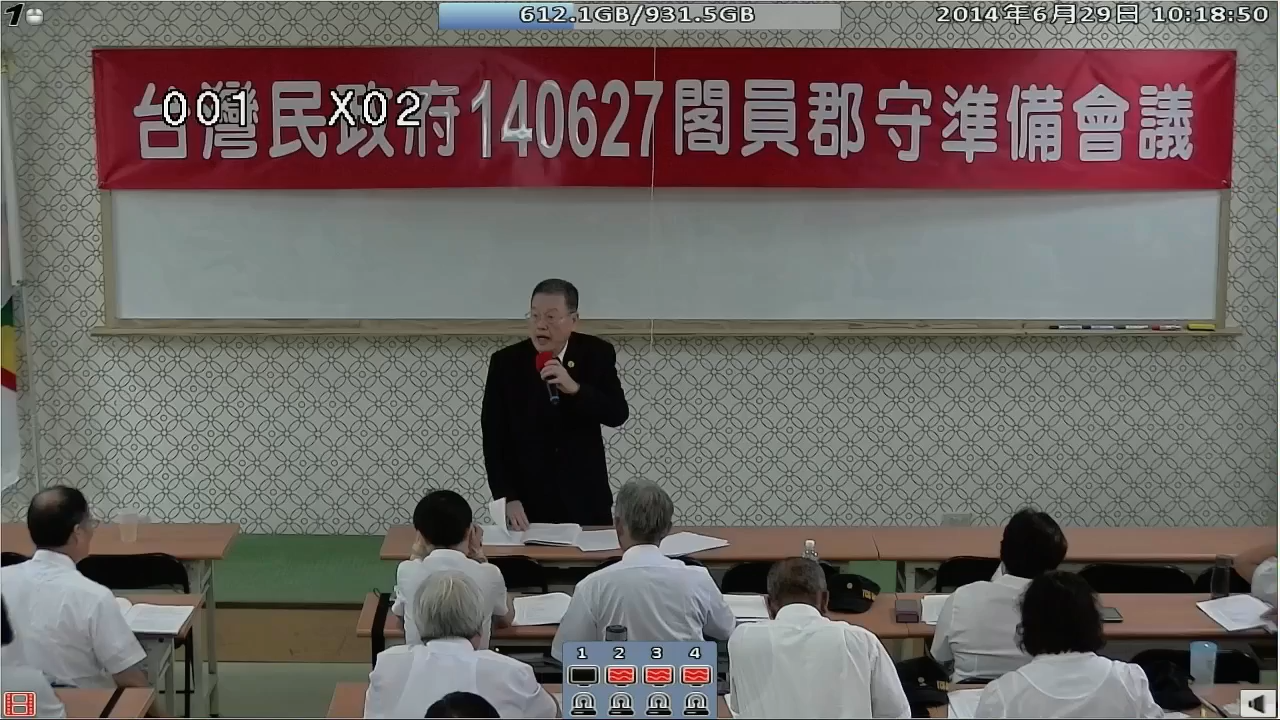 1
612.1GB/931.5GB
2014年6月29日 10:18:50
台灣民政府140627閣員郡守準備會議
001 X02
1 2 3 4